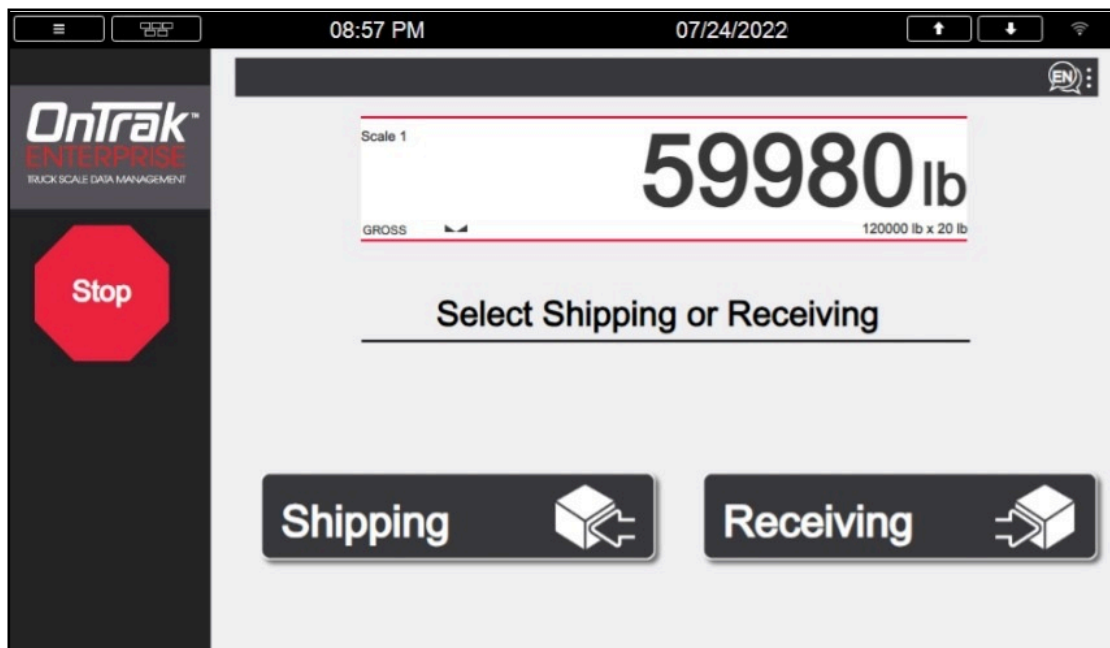 08:57 PM 07/24/2022
EN
OnTrak™
ENTERPRISE
TRUCK SCALE DATA MANAGEMENT
Scale 1
59980 lb
GROSS 120000 lb x 20 lb
Stop
Select Shipping or Receiving
Shipping
Receiving